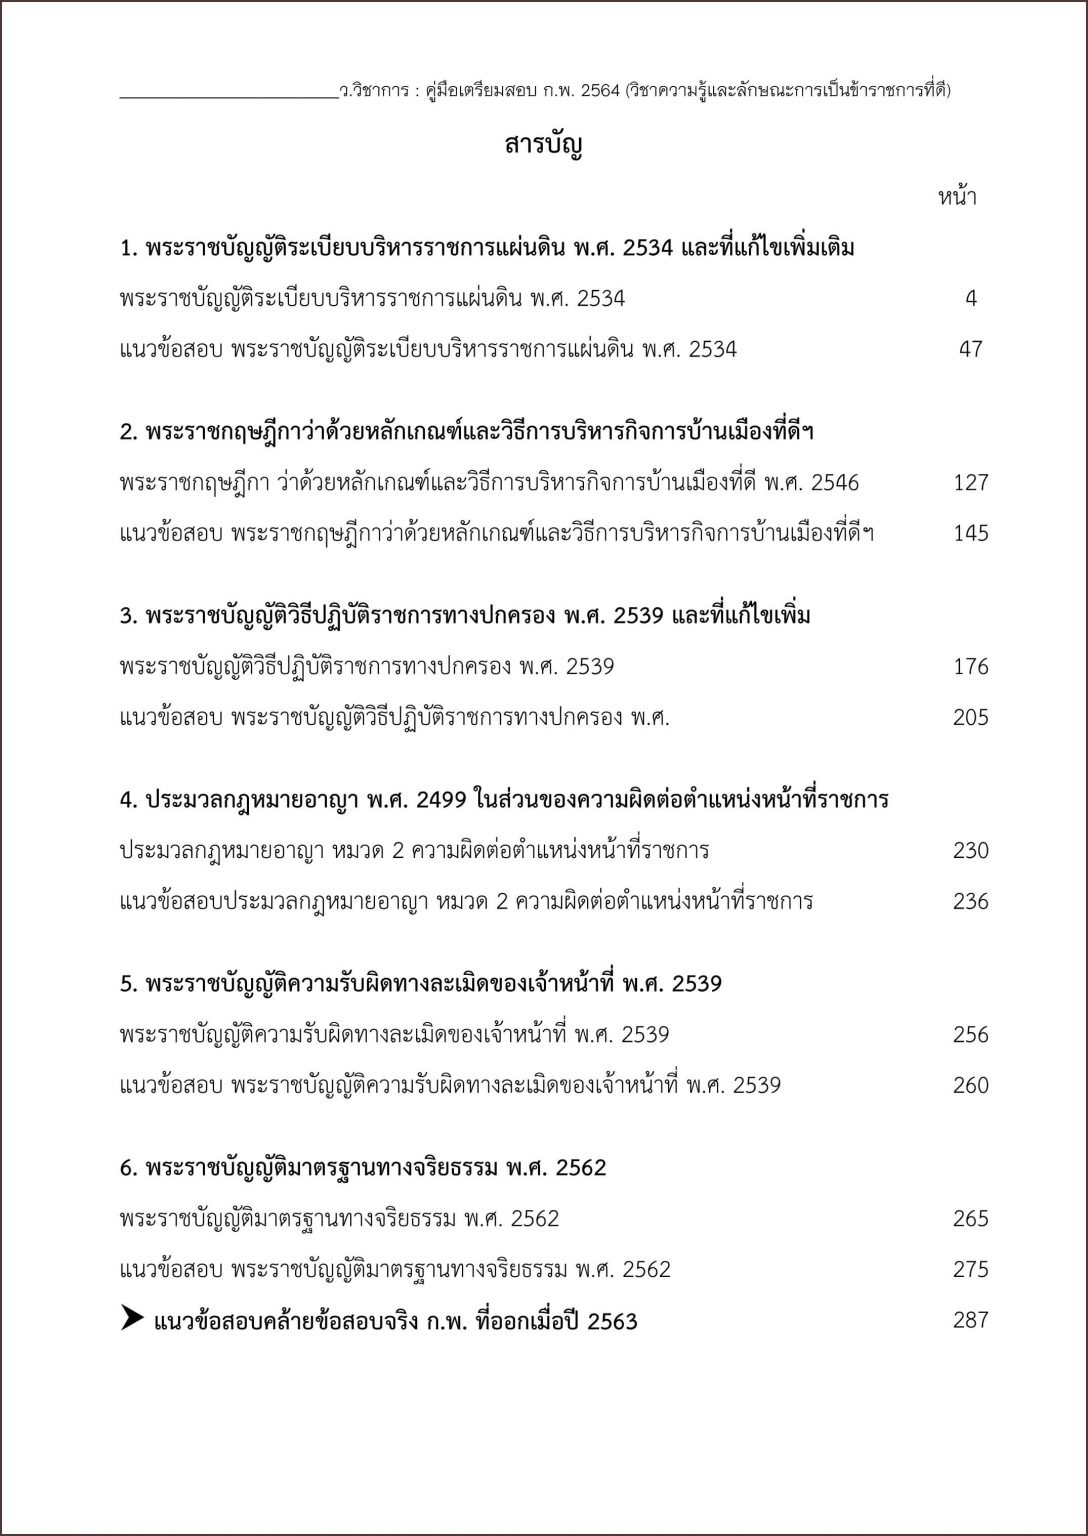 ว.วิชาการ : คู่มือเตรียมสอบ ก.พ. 2564 (วิชาความรู้และลักษณะการเป็นข้าราชการที่ดี)
สารบัญ
หน้า
1. พระราชบัญญัติระเบียบบริหารราชการแผ่นดิน พ.ศ. 2534 และที่แก้ไขเพิ่มเติม
พระราชบัญญัติระเบียบบริหารราชการแผ่นดิน พ.ศ. 2534 4
แนวข้อสอบ พระราชบัญญัติระเบียบบริหารราชการแผ่นดิน พ.ศ. 2534 47
2. พระราชกฤษฎีกาว่าด้วยหลักเกณฑ์และวิธีการบริหารกิจการบ้านเมืองที่ดีฯ
พระราชกฤษฎีกา ว่าด้วยหลักเกณฑ์และวิธีการบริหารกิจการบ้านเมืองที่ดี พ.ศ. 2546 127
แนวข้อสอบ พระราชกฤษฎีกาว่าด้วยหลักเกณฑ์และวิธีการบริหารกิจการบ้านเมืองที่ดีฯ 145
3. พระราชบัญญัติวิธีปฏิบัติราชการทางปกครอง พ.ศ. 2539 และที่แก้ไขเพิ่ม
พระราชบัญญัติวิธีปฏิบัติราชการทางปกครอง พ.ศ. 2539 176
แนวข้อสอบ พระราชบัญญัติวิธีปฏิบัติราชการทางปกครอง พ.ศ. 205
4. ประมวลกฎหมายอาญา พ.ศ. 2499 ในส่วนของความผิดต่อตำแหน่งหน้าที่ราชการ
ประมวลกฎหมายอาญา หมวด 2 ความผิดต่อตำแหน่งหน้าที่ราชการ 230
แนวข้อสอบประมวลกฎหมายอาญา หมวด 2 ความผิดต่อตำแหน่งหน้าที่ราชการ 236
5. พระราชบัญญัติความรับผิดทางละเมิดของเจ้าหน้าที่ พ.ศ. 2539
พระราชบัญญัติความรับผิดทางละเมิดของเจ้าหน้าที่ พ.ศ. 2539 256
แนวข้อสอบ พระราชบัญญัติความรับผิดทางละเมิดของเจ้าหน้าที่ พ.ศ. 2539 260
6. พระราชบัญญัติมาตรฐานทางจริยธรรม พ.ศ. 2562
พระราชบัญญัติมาตรฐานทางจริยธรรม พ.ศ. 2562 265
แนวข้อสอบ พระราชบัญญัติมาตรฐานทางจริยธรรม พ.ศ. 2562 275
➤ แนวข้อสอบคล้ายข้อสอบจริง ก.พ. ที่ออกเมื่อปี 2563 287